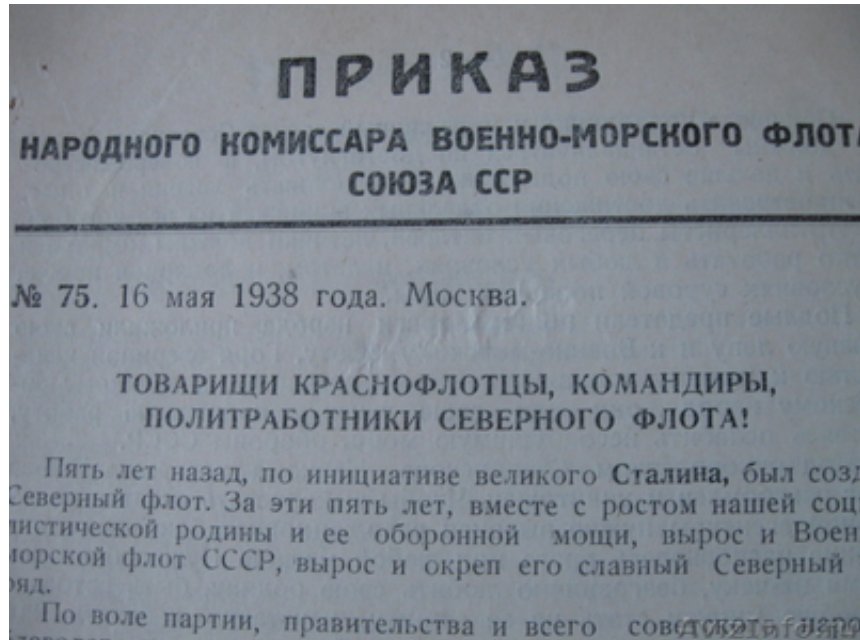 ПРИКАЗ
НАРОДНОГО КОМИССАРА ВОЕННО-МОРСКОГО ФЛОТА
СОЮЗА ССР
№ 75. 16 мая 1938 года. Москва.
ТОВАРИЩИ КРАСНОФЛОТЦЫ, КОМАНДИРЫ,
ПОЛИТРАБОТНИКИ СЕВЕРНОГО ФЛОТА!
Пять лет назад, по инициативе великого Сталина, был созд
Северный флот. За эти пять лет, вместе с ростом нашей соц
листической родины и ее оборонной мощи, вырос и Воен
морской флот СССР, вырос и окреп его славный Северный
ряд.
По воле партии, правительства и всего советского наро